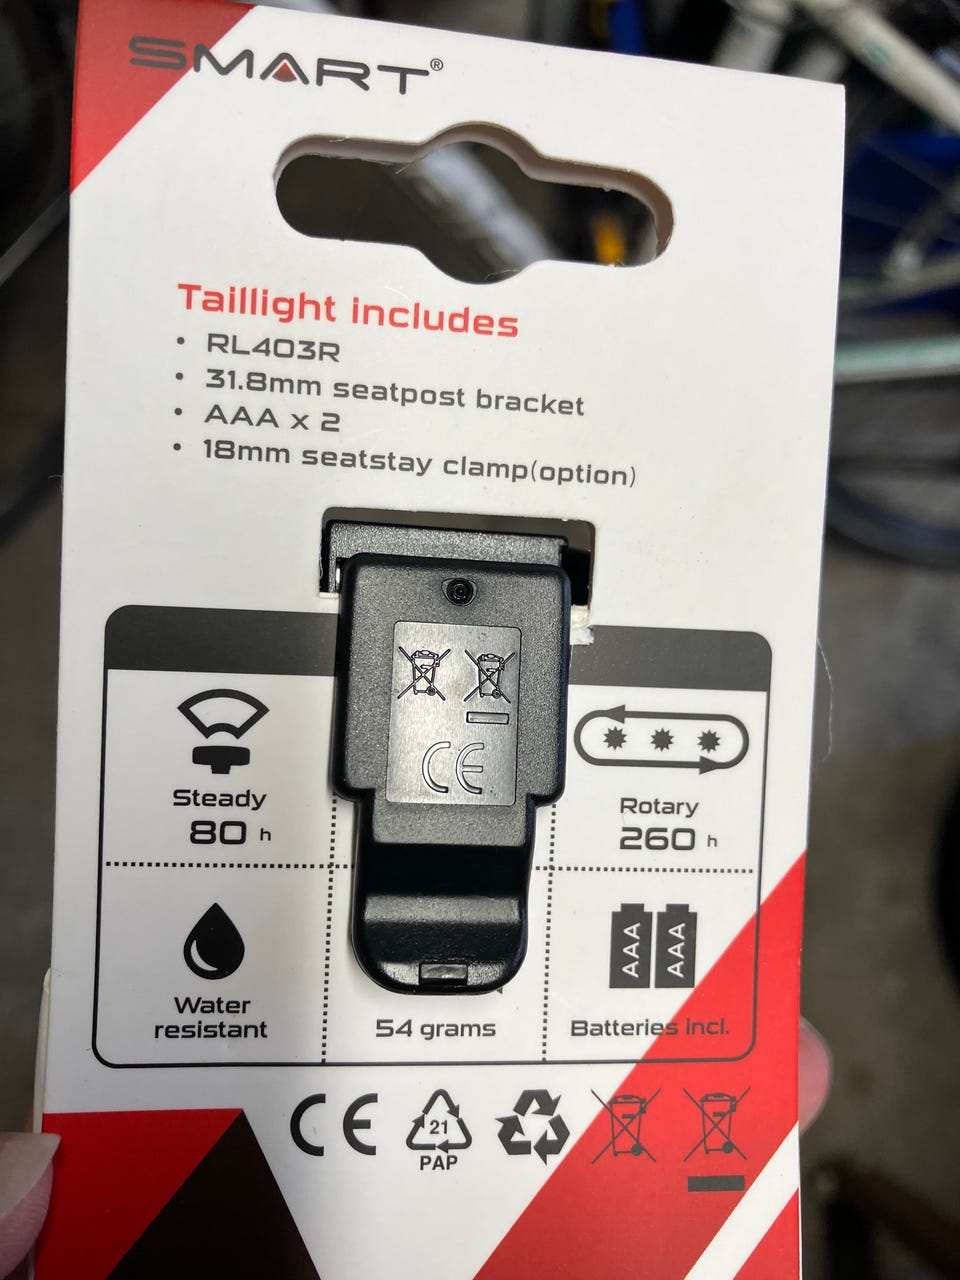 SMART®
Taillight includes
• RL403R
• 31.8mm seatpost bracket
• AAA x 2
• 18mm seatstay clamp(option)
CE
Steady
80 h
Rotary
260 h
AAA
AAA
Water
resistant
54 grams
Batteries incl.
CE
21
PAP